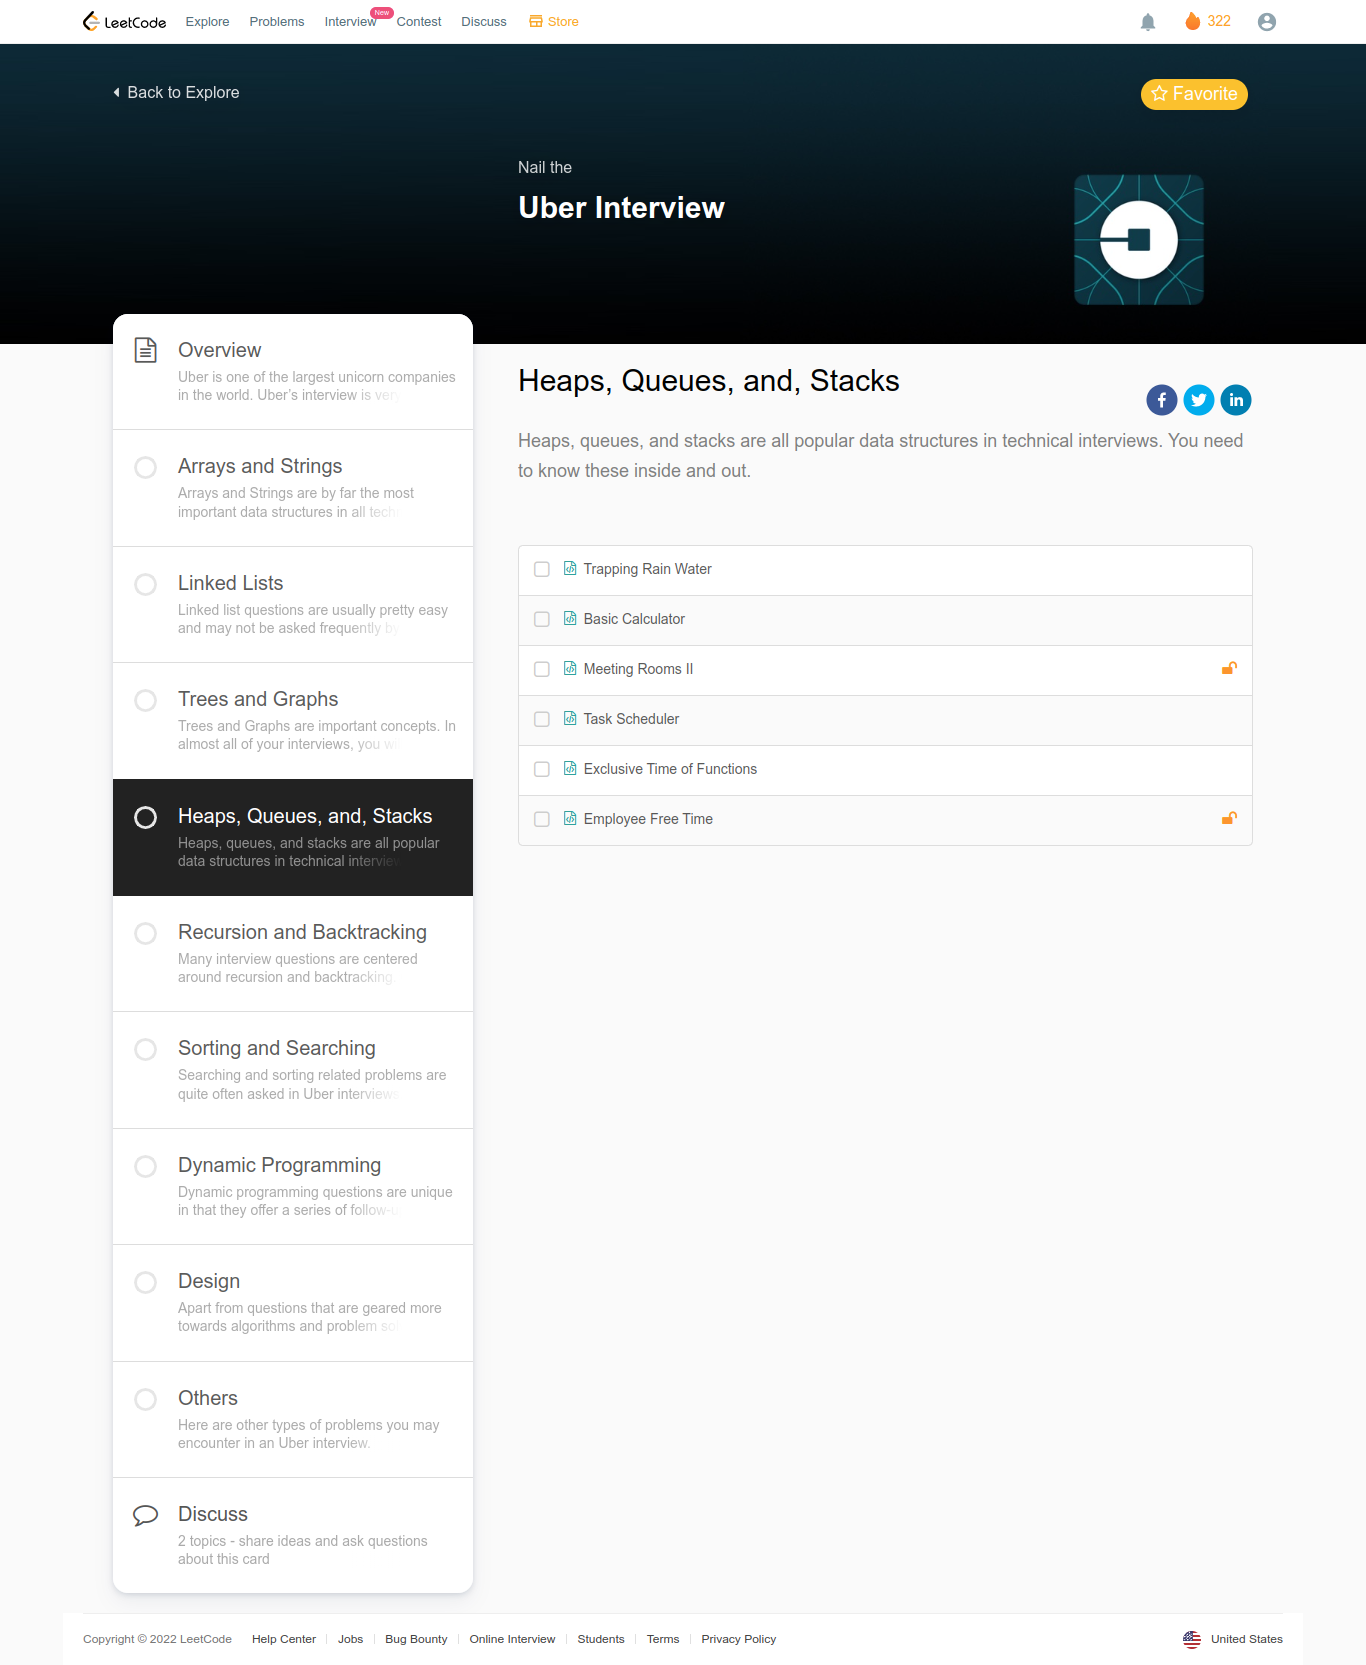 LeetCode
Explore
Problems
Interview
New
Contest
Discuss
Store
322
Back to Explore
Favorite
Nail the
Uber Interview
Overview
Uber is one of the largest unicorn companies
in the world. Uber's interview is very
Arrays and Strings
Arrays and Strings are by far the most
important data structures in all tech
Linked Lists
Linked list questions are usually pretty easy
and may not be asked frequently by
Trees and Graphs
Trees and Graphs are important concepts. In
almost all of your interviews, you w
Heaps, Queues, and, Stacks
Heaps, queues, and stacks are all popular
data structures in technical interview
Recursion and Backtracking
Many interview questions are centered
around recursion and backtracking
Sorting and Searching
Searching and sorting related problems are
quite often asked in Uber interviews
Dynamic Programming
Dynamic programming questions are unique
in that they offer a series of follow-
Design
Apart from questions that are geared more
towards algorithms and problem so
Others
Here are other types of problems you may
encounter in an Uber interview.
Discuss
2 topics - share ideas and ask questions
about this card
Heaps, Queues, and, Stacks
Heaps, queues, and stacks are all popular data structures in technical interviews. You need
to know these inside and out.
Trapping Rain Water
Basic Calculator
Meeting Rooms II
Task Scheduler
Exclusive Time of Functions
Employee Free Time
Copyright © 2022 LeetCode
Help Center
Jobs
Bug Bounty
Online Interview
Students
Terms
Privacy Policy
United States